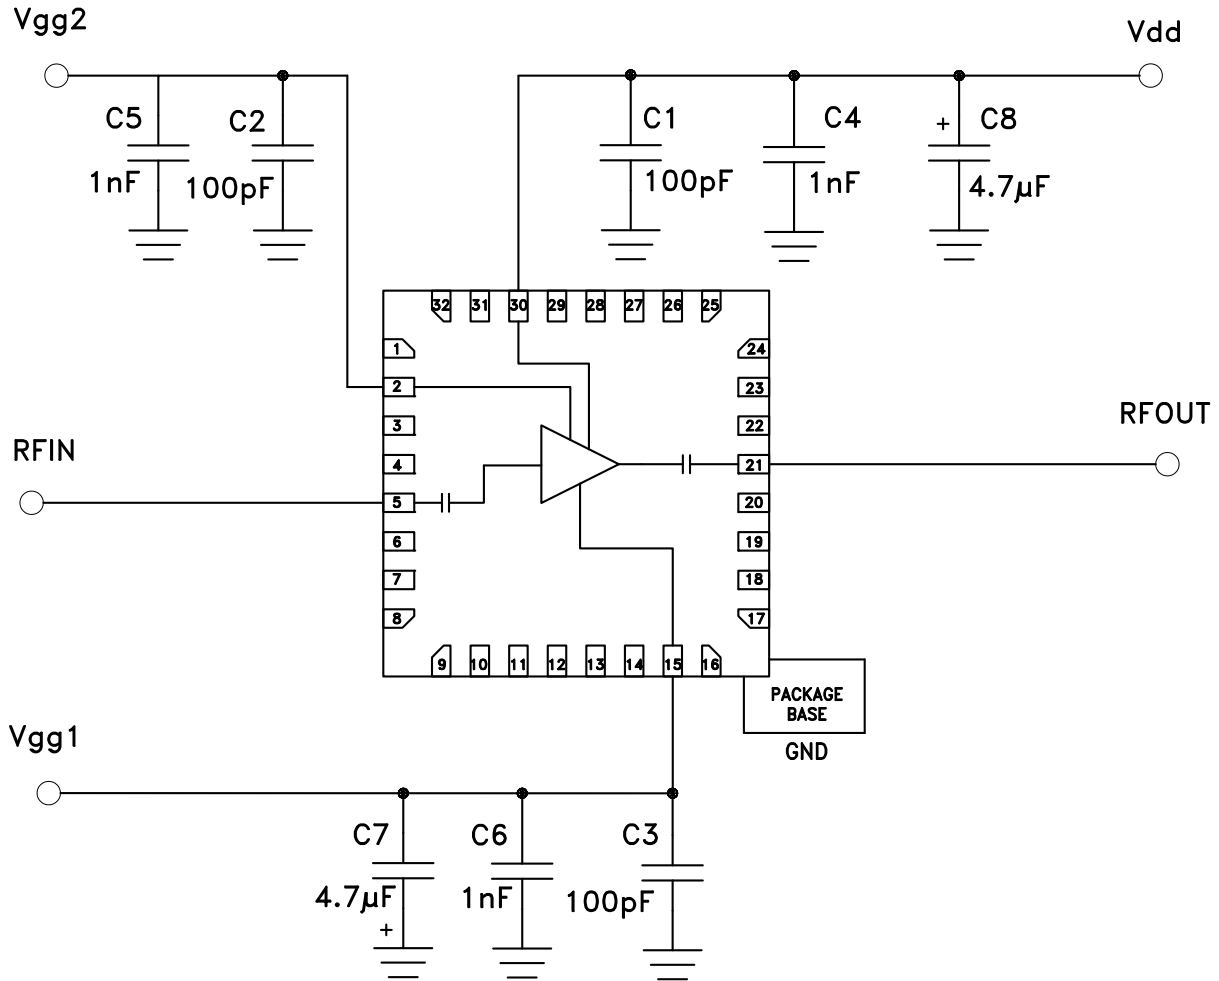 Vgg2
Vdd
C5
C2
C1
C4
+ C8
1nF
100pF
100pF
1nF
4.7µF
32 31 30 29 28 27 26 25
1
24
2
23
3
22
RFOUT
RFIN
4
21
5
20
6
19
7
18
8
17
9 10 11 12 13 14 15 16
PACKAGE
BASE
GND
Vgg1
C7
C6
C3
4.7µF
1nF
100pF
+